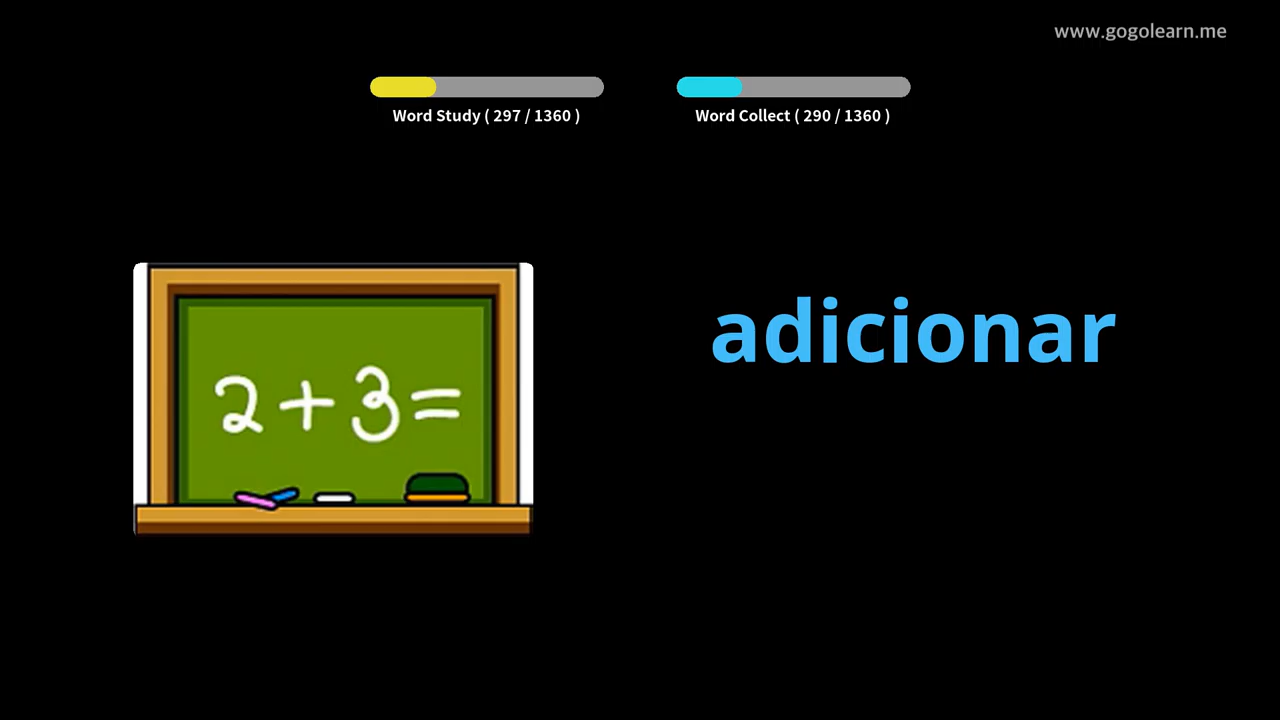 www.gogolearn.me
Word Study ( 297 / 1360 )
Word Collect ( 290 / 1360 )
adicionar
2 + 3 =